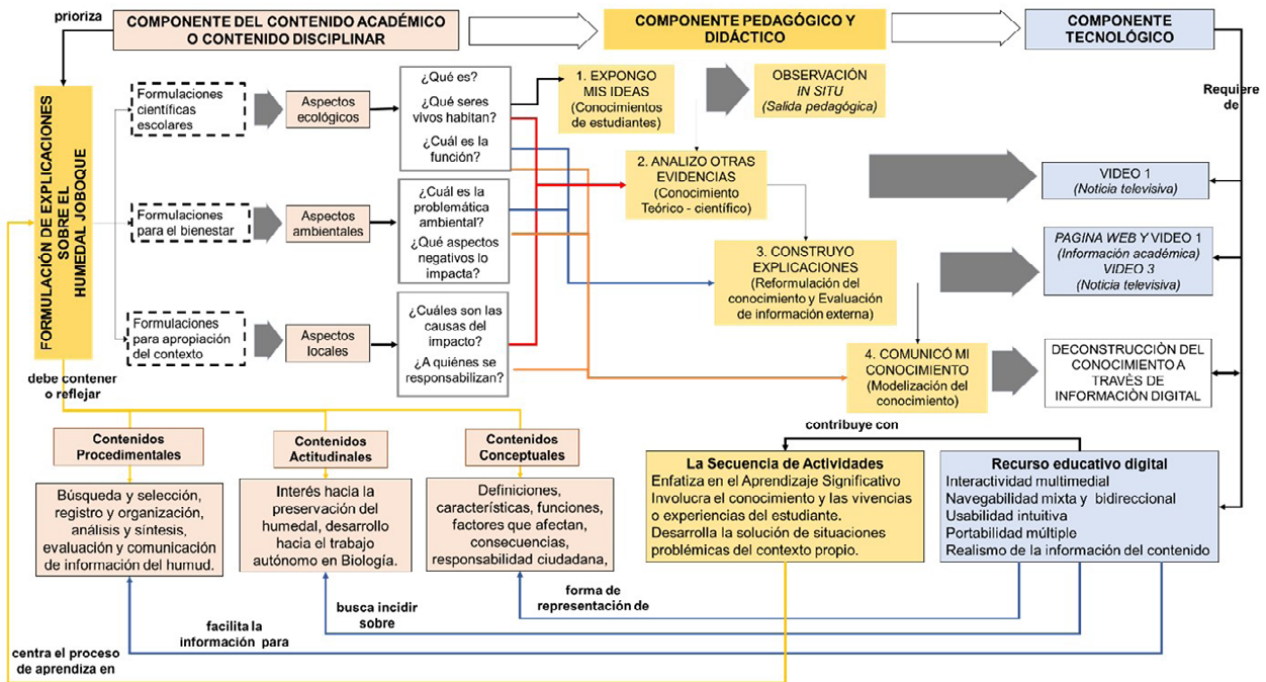 prioriza
COMPONENTE DEL CONTENIDO ACADÉMICO
O CONTENIDO DISCIPLINAR
COMPONENTE PEDAGÓGICO Y
DIDÁCTICO
COMPONENTE
TECNOLÓGICO
Requiere
de
FORMULACIÓN DE EXPLICACIONES
SOBRE EL
HUMEDAL JOBOQUE
Formulaciones
científicas
escolares
Aspectos
ecológicos
¿Qué es?
¿Qué seres
vivos habitan?
¿Cuál es la
función?
Formulaciones
para el bienestar
Aspectos
ambientales
¿Cuál es la
problemática
ambiental?
¿Qué aspectos
negativos lo
impacta?
Formulaciones
para apropiación
del contexto
Aspectos
locales
¿Cuáles son las
causas del
impacto?
¿A quiénes se
responsabilizan?
1. EXPONGO
MIS IDEAS
(Conocimientos
de estudiantes)
OBSERVACIÓN
IN SITU
(Salida pedagógica)
2. ANALIZO OTRAS
EVIDENCIAS
(Conocimiento
Teórico - científico)
VIDEO 1
(Noticia televisiva)
3. CONSTRUYO
EXPLICACIONES
(Reformulación del
conocimiento y Evaluación
de información externa)
PAGINA WEB Y VIDEO 1
(Información académica)
VIDEO 3
(Noticia televisiva)
4. COMUNICÓ MI
CONOCIMIENTO
(Modelización del
conocimiento)
DECONSTRUCCIÒN DEL
CONOCIMIENTO A
TRAVÈS DE
INFORMACIÒN DIGITAL
debe contener
o reflejar
Contenidos
Procedimentales
Búsqueda y selección,
registro y organización,
análisis y síntesis,
evaluación y comunicación
de información del humud.
Contenidos
Actitudinales
Interés hacia la
preservación del
humedal, desarrollo
hacia el trabajo
autónomo en Biología.
Contenidos
Conceptuales
Definiciones,
características, funciones,
factores que afectan,
consecuencias,
responsabilidad ciudadana,
contribuye con
La Secuencia de Actividades
Enfatiza en el Aprendizaje Significativo
Involucra el conocimiento y las vivencias
o experiencias del estudiante.
Desarrolla la solución de situaciones
problémicas del contexto propio.
Recurso educativo digital
Interactividad multimedial
Navegabilidad mixta y bidireccional
Usabilidad intuitiva
Portabilidad múltiple
Realismo de la información del contenido
forma de
representación de
busca incidir
sobre
facilita la
información para
centra el proceso
de aprendiza en